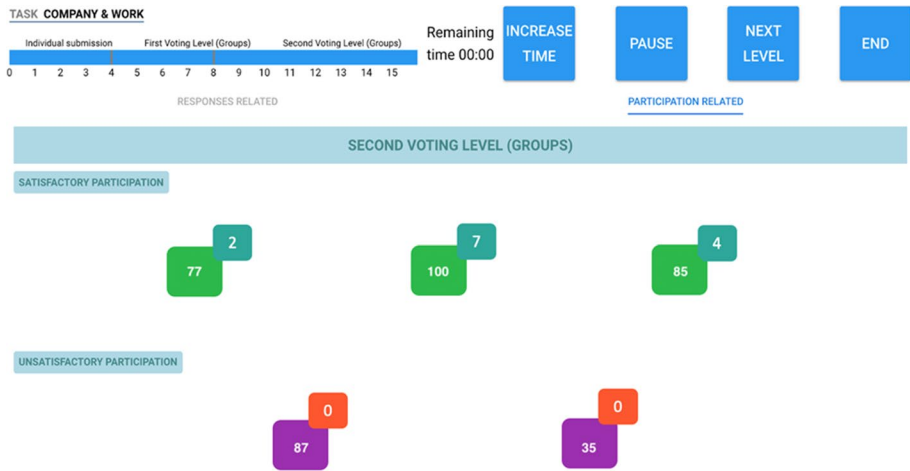 TASK COMPANY & WORK
Individual submission First Voting Level (Groups) Second Voting Level (Groups)
0 1 2 3 4 5 6 7 8 9 10 11 12 13 14 15
Remaining
time 00:00
INCREASE
TIME
PAUSE
NEXT
LEVEL
END
RESPONSES RELATED
PARTICIPATION RELATED
SECOND VOTING LEVEL (GROUPS)
SATISFACTORY PARTICIPATION
2
77
7
100
4
85
UNSATISFACTORY PARTICIPATION
0
87
0
35